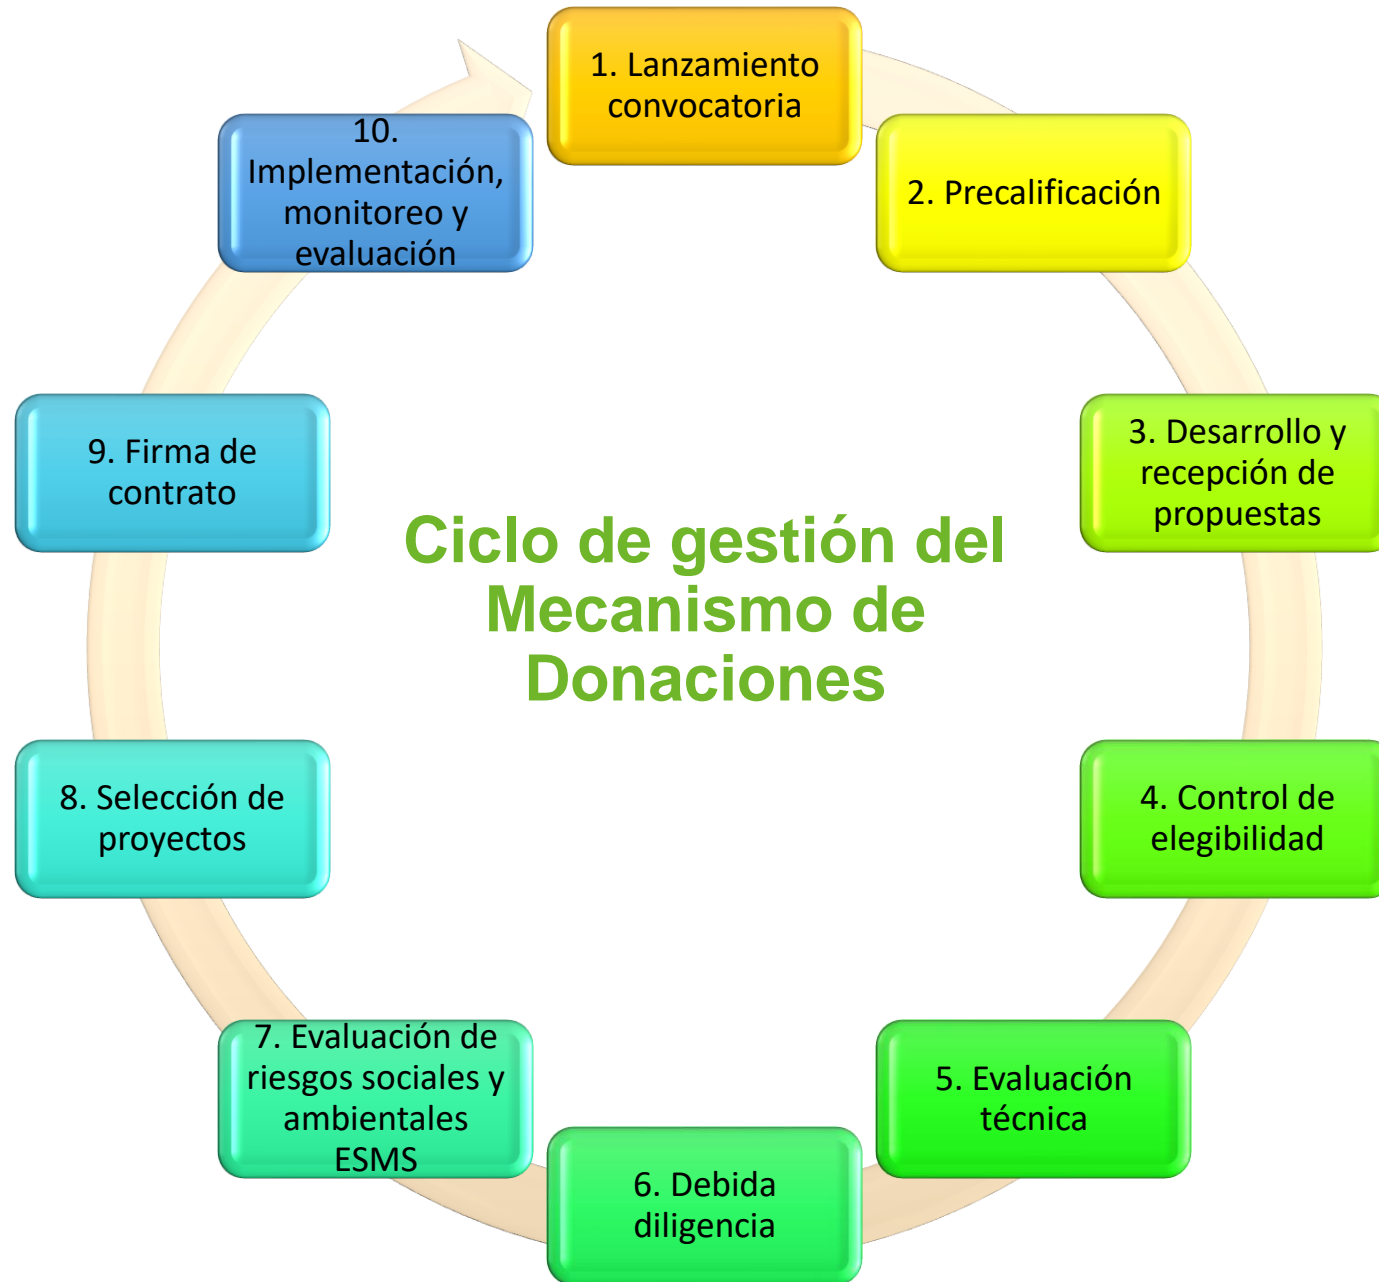 1. Lanzamiento
convocatoria
2. Precalificación
3. Desarrollo y
recepción de
propuestas
4. Control de
elegibilidad
5. Evaluación
técnica
6. Debida
diligencia
7. Evaluación de
riesgos sociales y
ambientales
ESMS
8. Selección de
proyectos
9. Firma de
contrato
10.
Implementación,
monitoreo y
evaluación
Ciclo de gestión del
Mecanismo de
Donaciones